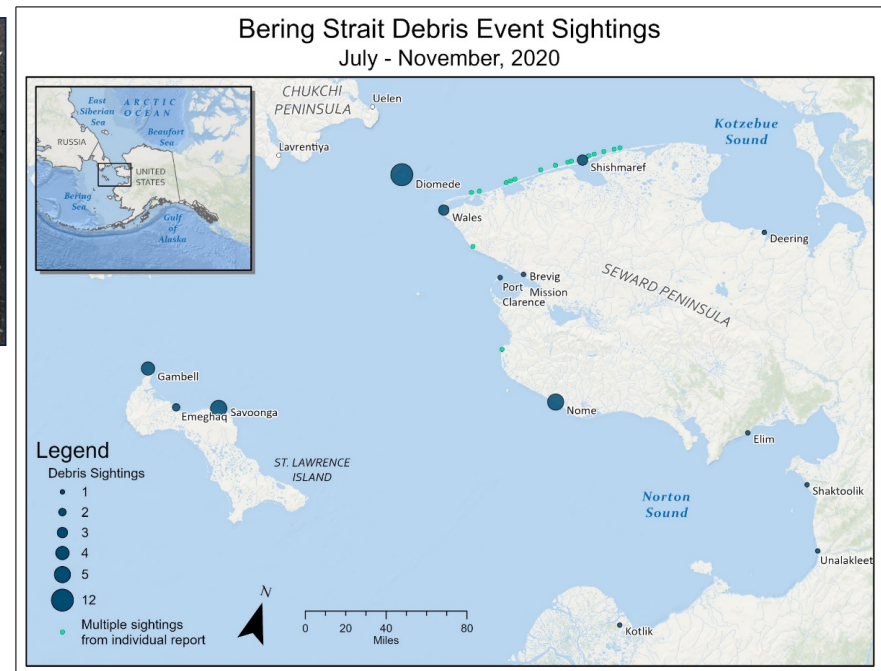 Bering Strait Debris Event Sightings
July - November, 2020
CHUKCHI
PENINSULA
Uelen
Lavrentiya
East
Siberian
Sea
ARCTIC
OCEAN
Beaufort
Sea
RUSSIA
UNITED
STATES
Bering
Sea
Gulf
of
Alaska
Kotzebue
Sound
Diomede
Shishmaref
Wales
Deering
Brevig
Mission
Port
Clarence
SEWARD PENINSULA
Gambell
Emeghaq
Savoonga
Nome
Elim
ST. LAWRENCE
ISLAND
Shaktoolik
Norton
Sound
Unalakleet
Kotlik
Legend
Debris Sightings
1
2
3
4
5
12
Multiple sightings
from individual report
N
0 20 40 80
Miles